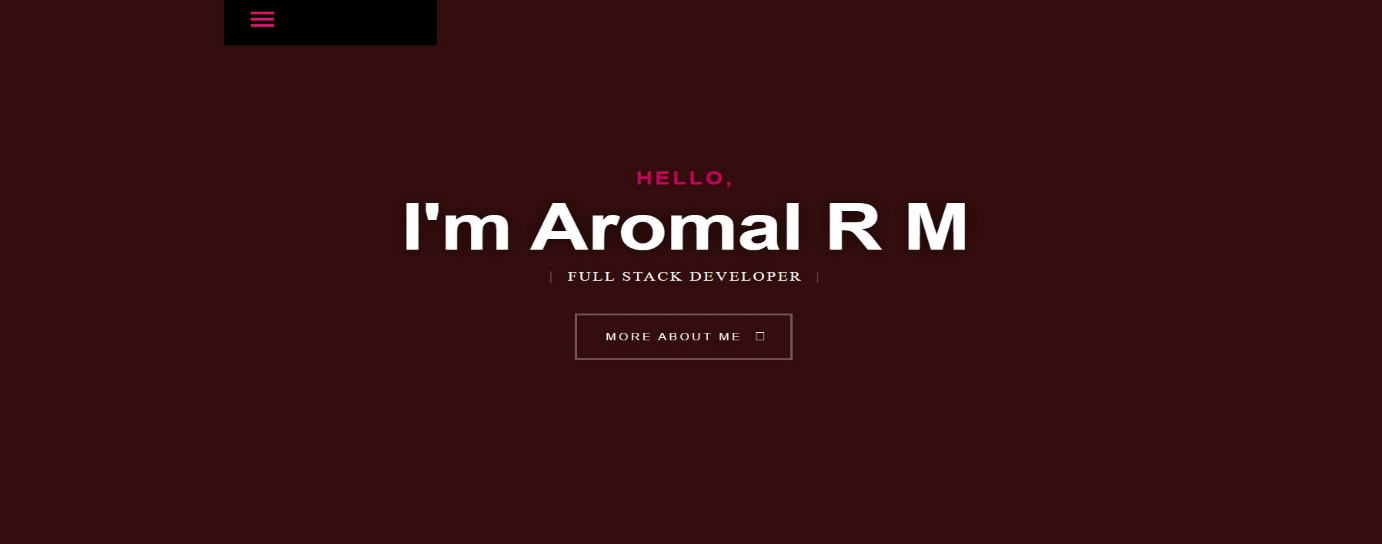 HELLO,
I'm Aromal R M
| FULL STACK DEVELOPER |
MORE ABOUT ME